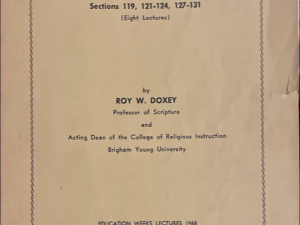 Sections 119, 121-124, 127-131
(Eight Lectures)
by
ROY W. DOXEY
Professor of Scripture
and
Acting Dean of the College of Religious Instruction
Brigham Young University
EDUCATION WEEKS LECTURES 1968